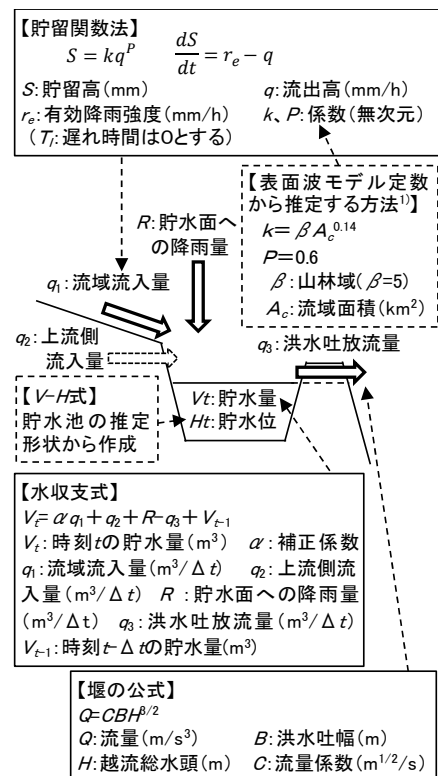 【貯留関数法】
S = kq^P　dS/dt = r_e − q
S:貯留高(mm)　q:流出高(mm/h)
r_e:有効降雨強度(mm/h)　k、P:係数(無次元)
(T_l:遅れ時間は0とする)
【表面波モデル定数
から推定する方法¹⁾】
k=βA_c^0.14
P=0.6
β:山林域(β=5)
A_c:流域面積(km²)
R:貯水面へ
の降雨量
q₁:流域流入量
q₂:上流側
流入量
q₃:洪水吐放流量
【V-H式】
貯水池の推定
形状から作成
Vt:貯水量
Ht:貯水位
【水収支式】
V_t=αq₁+q₂+R-q₃+V_t-1
V_t:時刻tの貯水量(m³)　α:補正係数
q₁:流域流入量(m³/Δt)　q₂:上流側流
入量(m³/Δt)　R :貯水面への降雨量
(m³/Δt)　q₃:洪水吐放流量(m³/Δt)
V_t-1:時刻t-Δtの貯水量(m³)
【堰の公式】
Q=CBH^β/2
Q:流量(m/s³)　B:洪水吐幅(m)
H:越流総水頭(m)　C:流量係数(m^1/2/s)